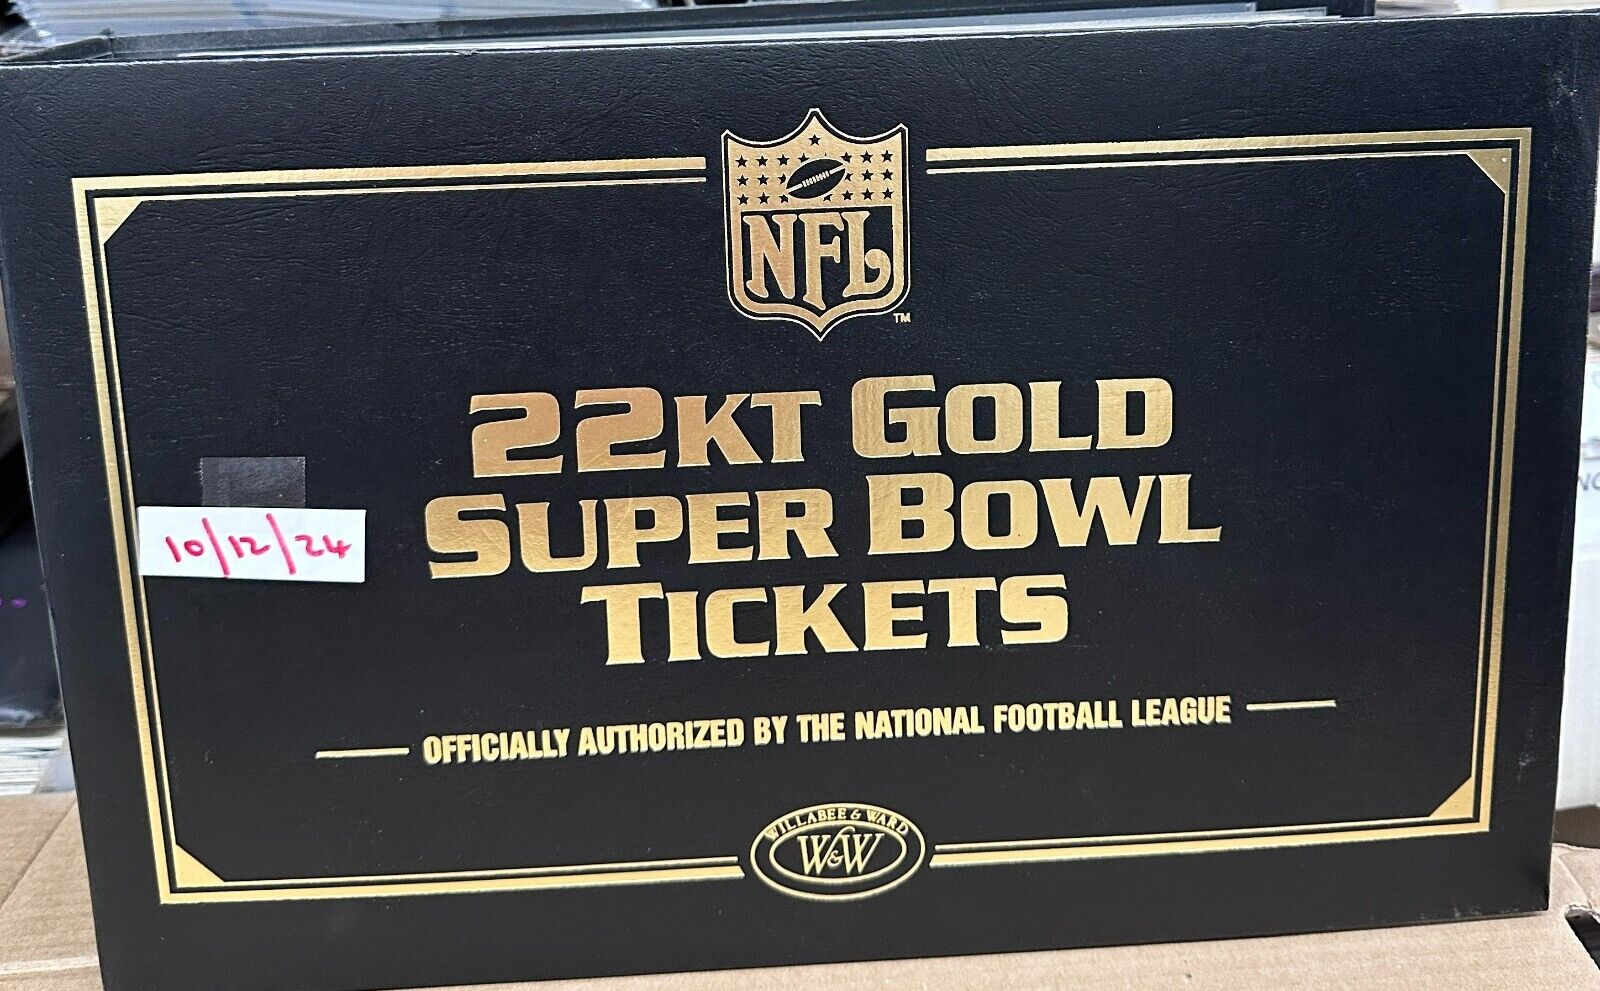 NFL
TM
22KT GOLD
SUPER BOWL
TICKETS
10/12/24
OFFICIALLY AUTHORIZED BY THE NATIONAL FOOTBALL LEAGUE
WILLABEE & WARD
W&W